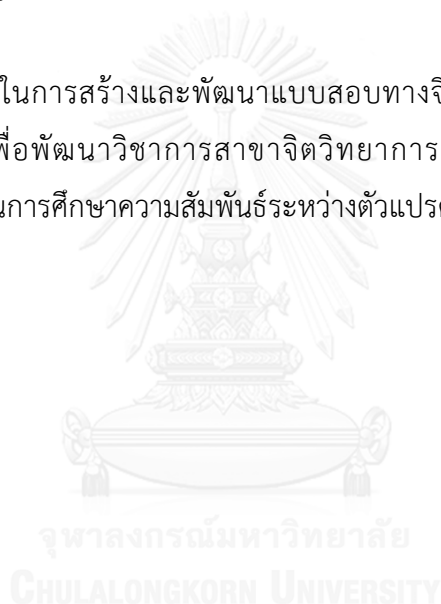 ในการสร้างและพัฒนาแบบสอบทางจิ
พื่อพัฒนาวิชาการสาขาจิตวิทยาการ
นการศึกษาความสัมพันธ์ระหว่างตัวแปร
จุฬาลงกรณ์มหาวิทยาลัย
CHULALONGKORN UNIVERSITY